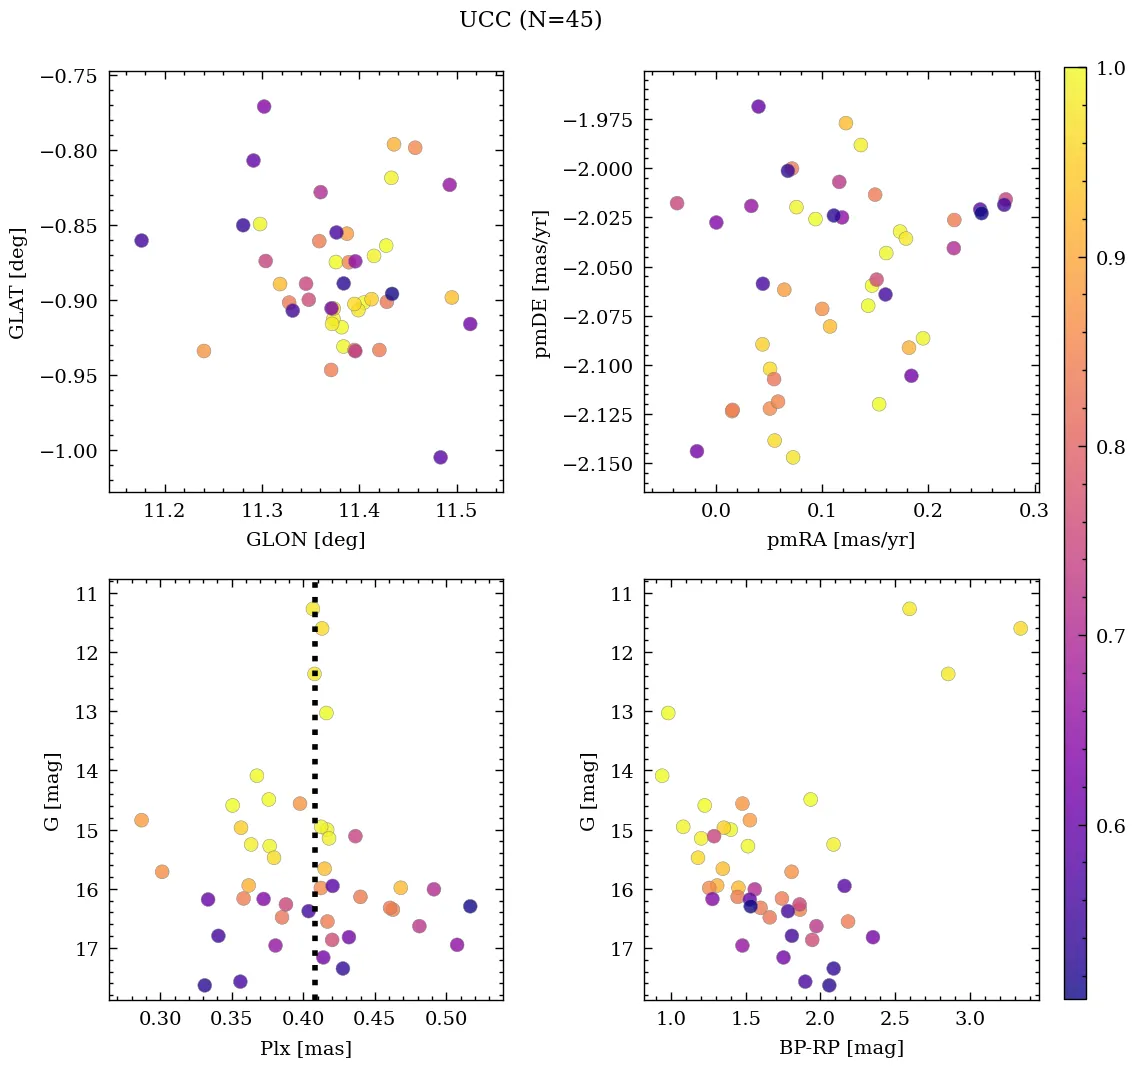 UCC (N=45)
−0.75
−0.80
−0.85
−0.90
−0.95
−1.00
GLAT [deg]
11.2 11.3 11.4 11.5
GLON [deg]
−1.975
−2.000
−2.025
−2.050
−2.075
−2.100
−2.125
−2.150
pmDE [mas/yr]
0.0 0.1 0.2 0.3
pmRA [mas/yr]
11
12
13
14
15
16
17
G [mag]
0.30 0.35 0.40 0.45 0.50
Plx [mas]
11
12
13
14
15
16
17
G [mag]
1.0 1.5 2.0 2.5 3.0
BP-RP [mag]
1.0
0.9
0.8
0.7
0.6